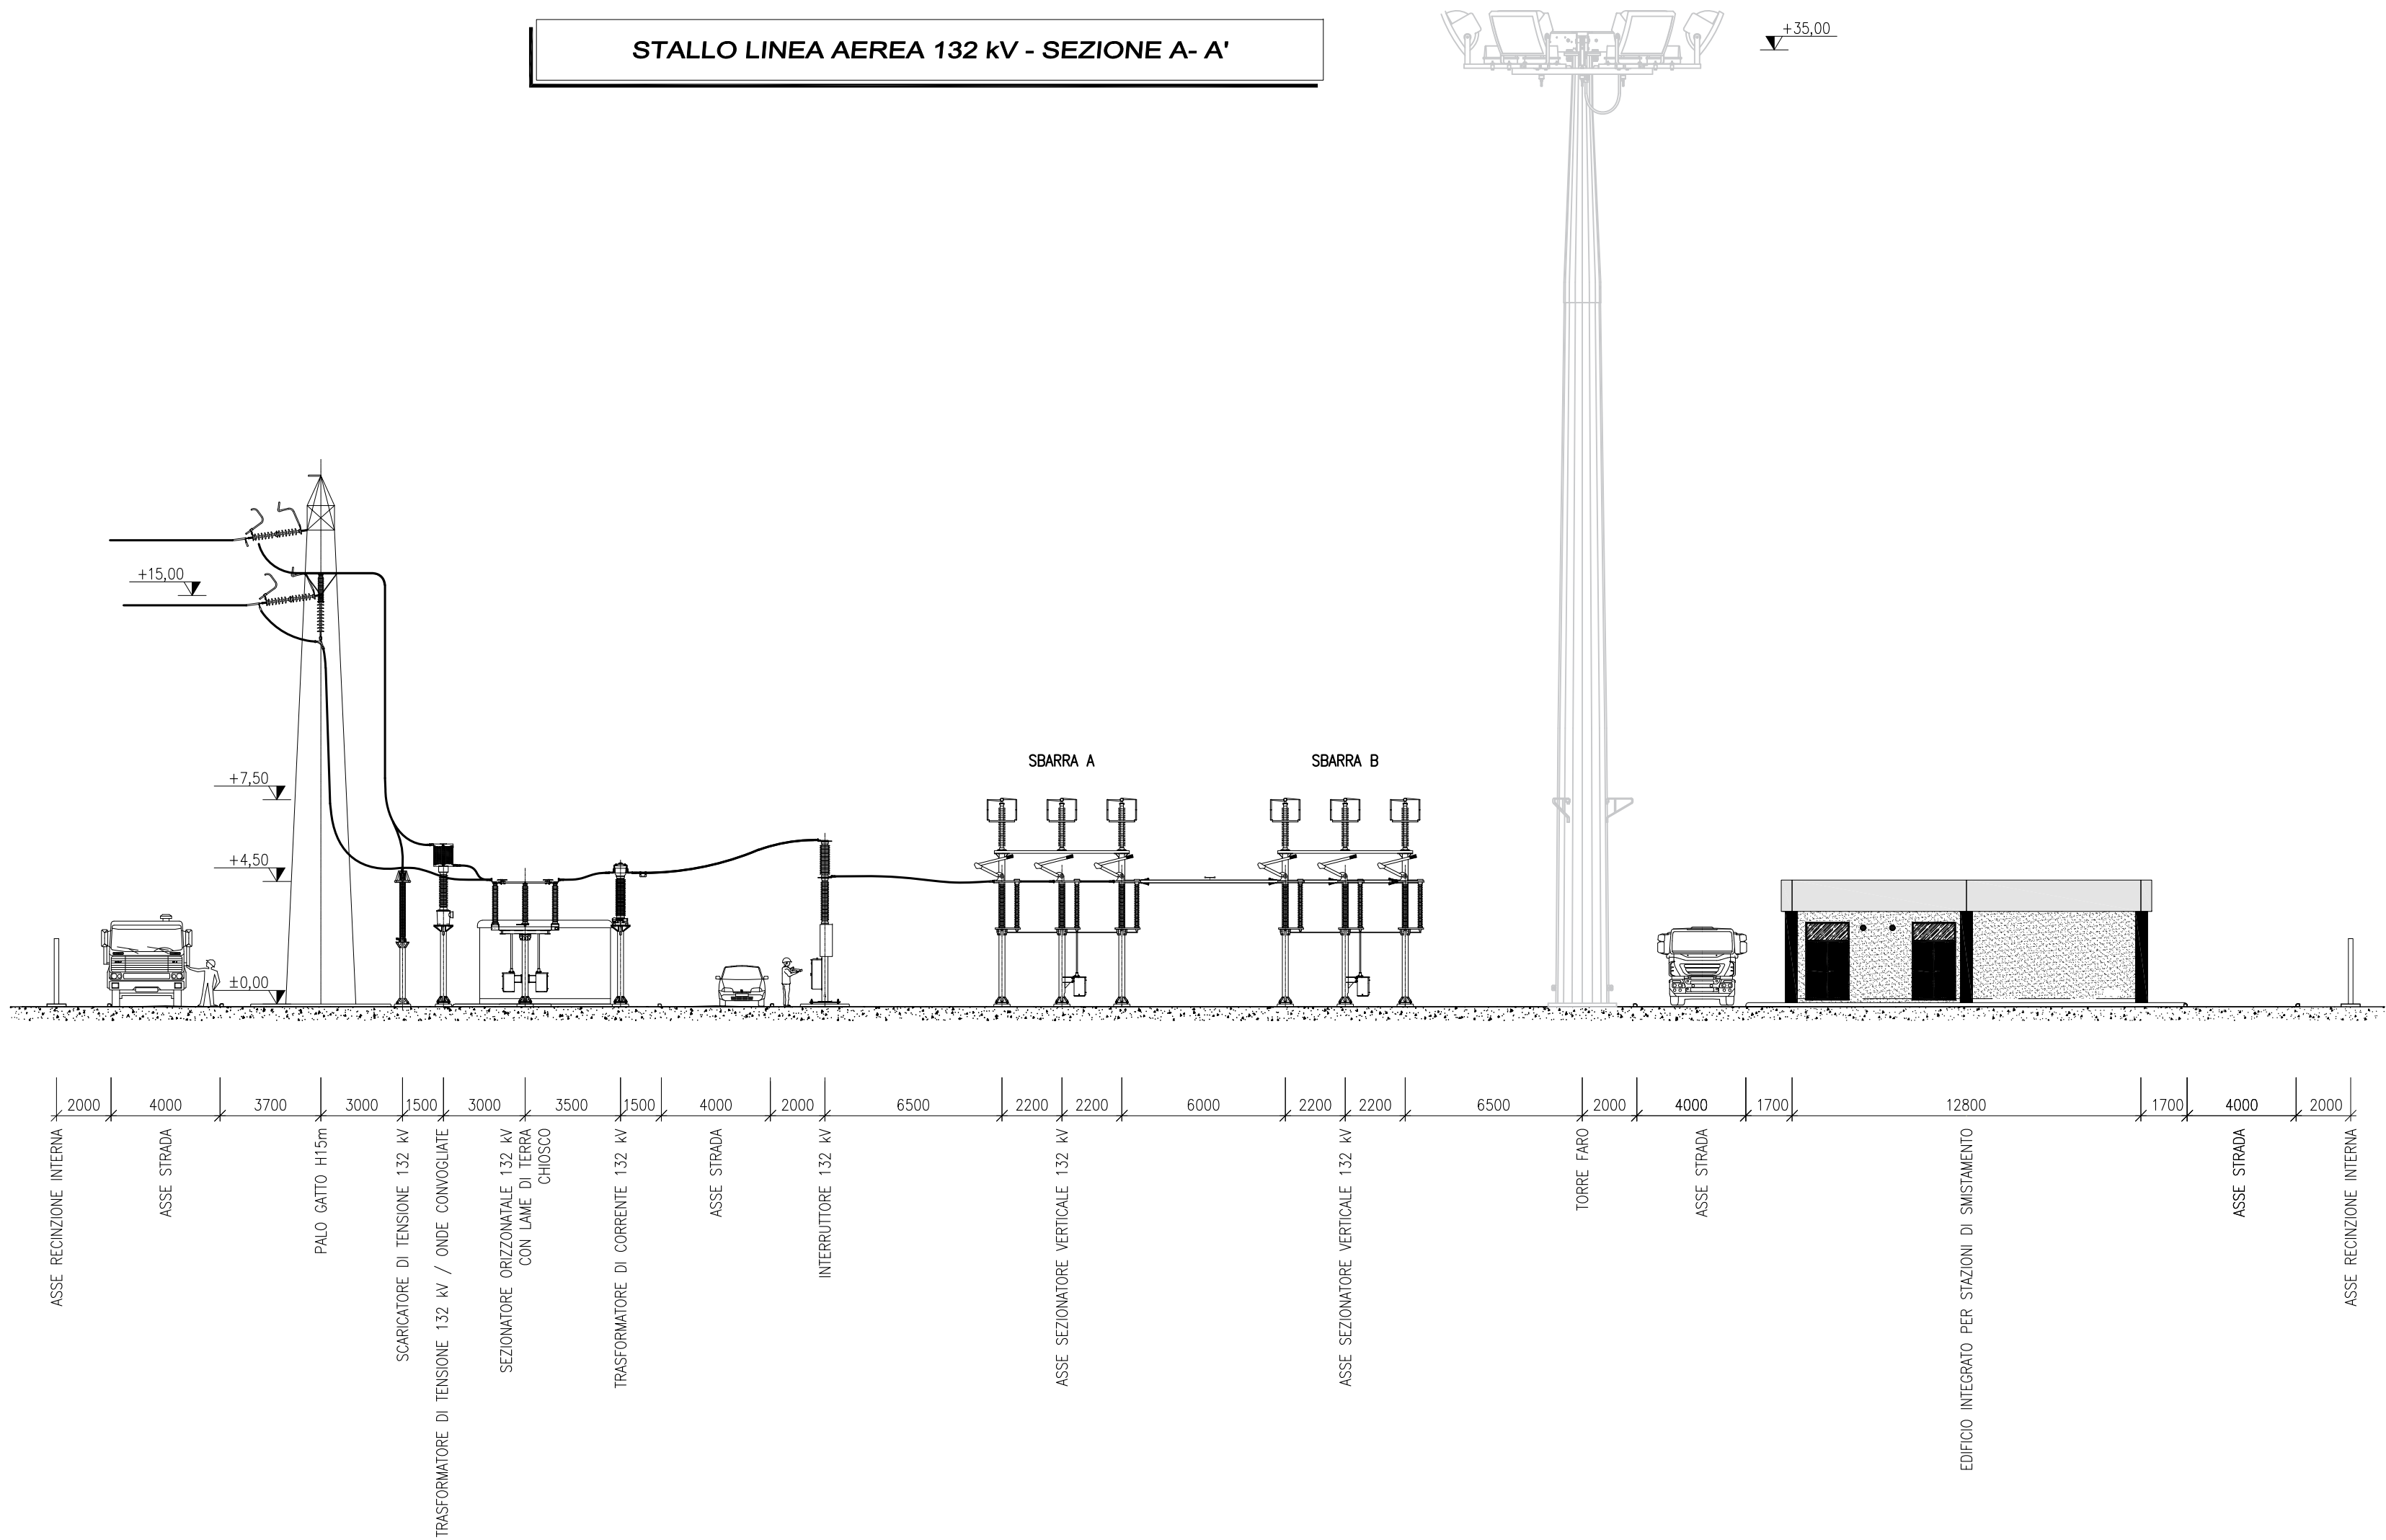 STALLO LINEA AEREA 132 kV - SEZIONE A- A'
+35,00
+15,00
+7,50
+4,50
±0,00
SBARRA A
SBARRA B
2000
4000
3700
3000
1500
3000
3500
1500
4000
2000
6500
2200
2200
6000
2200
2200
6500
2000
4000
1700
12800
1700
4000
2000
ASSE RECINZIONE INTERNA
ASSE STRADA
PALO GATTO H15m
SCARICATORE DI TENSIONE 132 kV
TRASFORMATORE DI TENSIONE 132 kV / ONDE CONVOGLIATE
SEZIONATORE ORIZZONATALE 132 kV
CON LAME DI TERRA
CHIOSCO
TRASFORMATORE DI CORRENTE 132 kV
ASSE STRADA
INTERRUTTORE 132 kV
ASSE SEZIONATORE VERTICALE 132 kV
ASSE SEZIONATORE VERTICALE 132 kV
TORRE FARO
ASSE STRADA
EDIFICIO INTEGRATO PER STAZIONI DI SMISTAMENTO
ASSE STRADA
ASSE RECINZIONE INTERNA